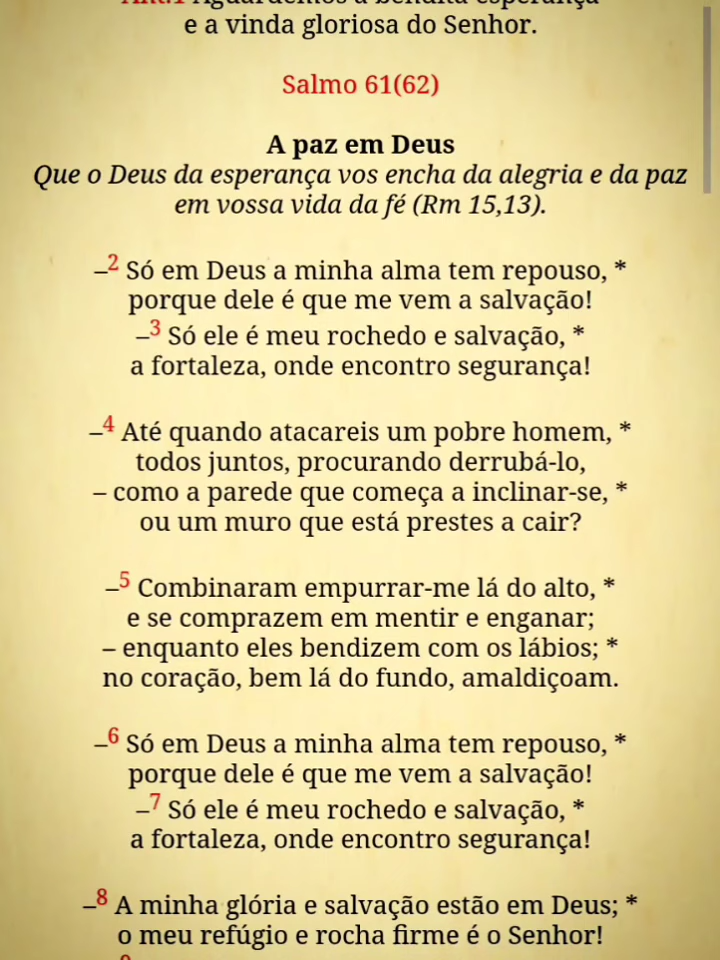 Ant.1 Aguardemos a bendita esperança
e a vinda gloriosa do Senhor.
Salmo 61(62)
A paz em Deus
Que o Deus da esperança vos encha da alegria e da paz
em vossa vida da fé (Rm 15,13).
–2 Só em Deus a minha alma tem repouso, *
porque dele é que me vem a salvação!
–3 Só ele é meu rochedo e salvação, *
a fortaleza, onde encontro segurança!
–4 Até quando atacareis um pobre homem, *
todos juntos, procurando derrubá-lo,
– como a parede que começa a inclinar-se, *
ou um muro que está prestes a cair?
–5 Combinaram empurrar-me lá do alto, *
e se comprazem em mentir e enganar;
– enquanto eles bendizem com os lábios; *
no coração, bem lá do fundo, amaldiçoam.
–6 Só em Deus a minha alma tem repouso, *
porque dele é que me vem a salvação!
–7 Só ele é meu rochedo e salvação, *
a fortaleza, onde encontro segurança!
–8 A minha glória e salvação estão em Deus; *
o meu refúgio e rocha firme é o Senhor!